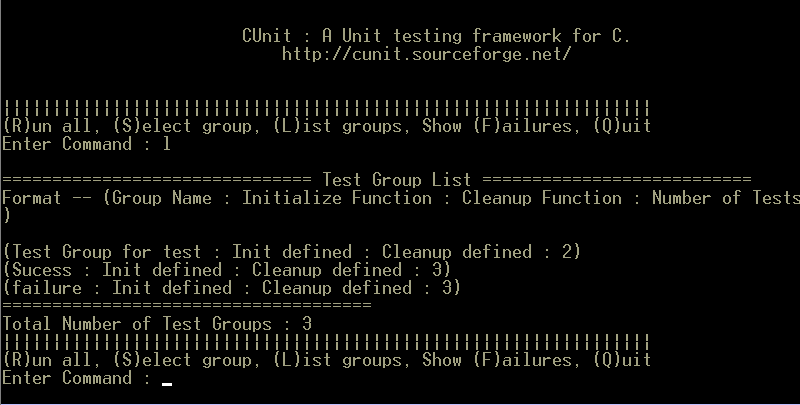 CUnit : A Unit testing framework for C.
http://cunit.sourceforge.net/
|||||||||||||||||||||||||||||||||||||||||||||||||||||||||||||||||
(R)un all, (S)elect group, (L)ist groups, Show (F)ailures, (Q)uit
Enter Command : l
=============================== Test Group List ===========================
Format -- (Group Name : Initialize Function : Cleanup Function : Number of Tests
)
(Test Group for test : Init defined : Cleanup defined : 2)
(Sucess : Init defined : Cleanup defined : 3)
(failure : Init defined : Cleanup defined : 3)
=====================================
Total Number of Test Groups : 3
|||||||||||||||||||||||||||||||||||||||||||||||||||||||||||||||||
(R)un all, (S)elect group, (L)ist groups, Show (F)ailures, (Q)uit
Enter Command : _